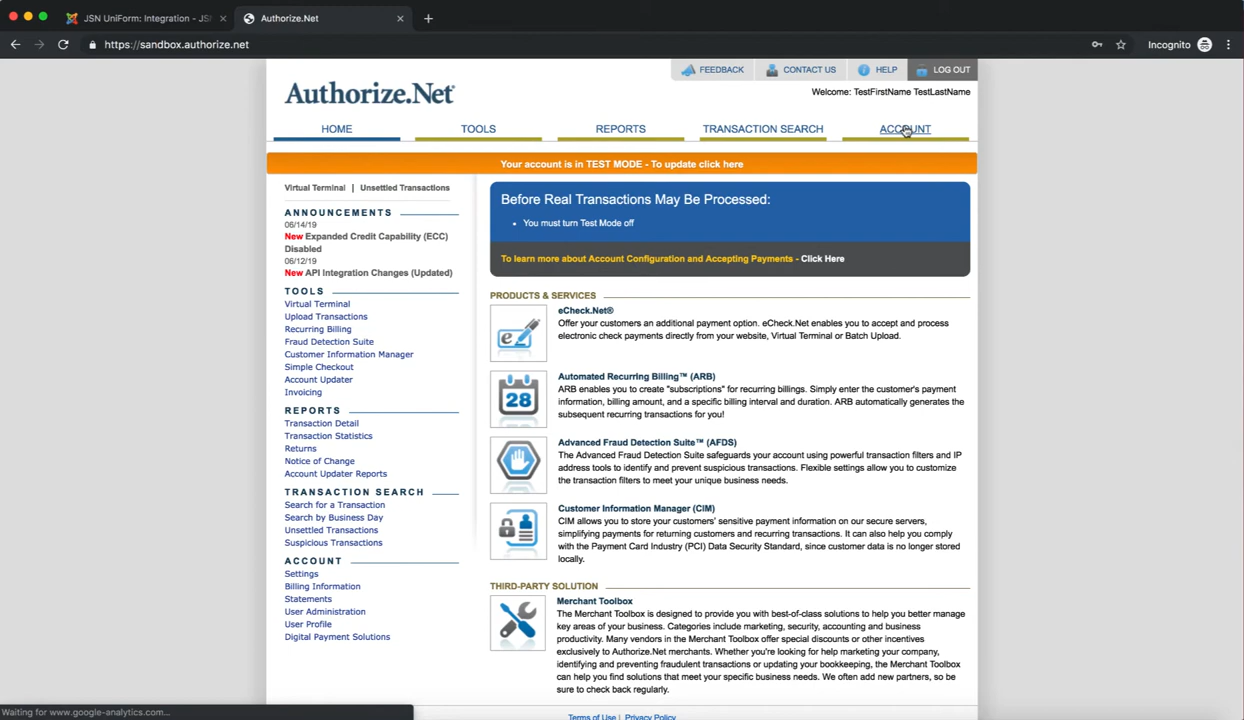 JSN UniForm: Integration - JSN
Authorize.Net
https://sandbox.authorize.net
Incognito
FEEDBACK
CONTACT US
HELP
LOG OUT
Authorize.Net
Welcome: TestFirstName TestLastName
HOME
TOOLS
REPORTS
TRANSACTION SEARCH
ACCOUNT
Your account is in TEST MODE - To update click here
Virtual Terminal | Unsettled Transactions
ANNOUNCEMENTS
06/14/19
New Expanded Credit Capability (ECC)
Disabled
06/12/19
New API Integration Changes (Updated)
TOOLS
Virtual Terminal
Upload Transactions
Recurring Billing
Fraud Detection Suite
Customer Information Manager
Simple Checkout
Account Updater
Invoicing
REPORTS
Transaction Detail
Transaction Statistics
Returns
Notice of Change
Account Updater Reports
TRANSACTION SEARCH
Search for a Transaction
Search by Business Day
Unsettled Transactions
Suspicious Transactions
ACCOUNT
Settings
Billing Information
Statements
User Administration
User Profile
Digital Payment Solutions
Before Real Transactions May Be Processed:
• You must turn Test Mode off
To learn more about Account Configuration and Accepting Payments - Click Here
PRODUCTS & SERVICES
eCheck.Net®
Offer your customers an additional payment option. eCheck.Net enables you to accept and process
electronic check payments directly from your website, Virtual Terminal or Batch Upload.
28
Automated Recurring Billing™ (ARB)
ARB enables you to create "subscriptions" for recurring billings. Simply enter the customer's payment
information, billing amount, and a specific billing interval and duration. ARB automatically generates the
subsequent recurring transactions for you!
Advanced Fraud Detection Suite™ (AFDS)
The Advanced Fraud Detection Suite safeguards your account using powerful transaction filters and IP
address tools to identify and prevent suspicious transactions. Flexible settings allow you to customize
the transaction filters to meet your unique business needs.
Customer Information Manager (CIM)
CIM allows you to store your customers' sensitive payment information on our secure servers,
simplifying payments for returning customers and recurring transactions. It can also help you comply
with the Payment Card Industry (PCI) Data Security Standard, since customer data is no longer stored
locally.
THIRD-PARTY SOLUTION
Merchant Toolbox
The Merchant Toolbox is designed to provide you with best-of-class solutions to help you better manage
key areas of your business. Categories include marketing, security, accounting and business
productivity. Many vendors in the Merchant Toolbox offer special discounts or other incentives
exclusively to Authorize.Net merchants. Whether you're looking for help marketing your company,
identifying and preventing fraudulent transactions or updating your bookkeeping, the Merchant Toolbox
can help you find solutions that meet your specific business needs. We often add new partners, so be
sure to check back regularly.
Terms of Use | Privacy Policy
Waiting for www.google-analytics.com...